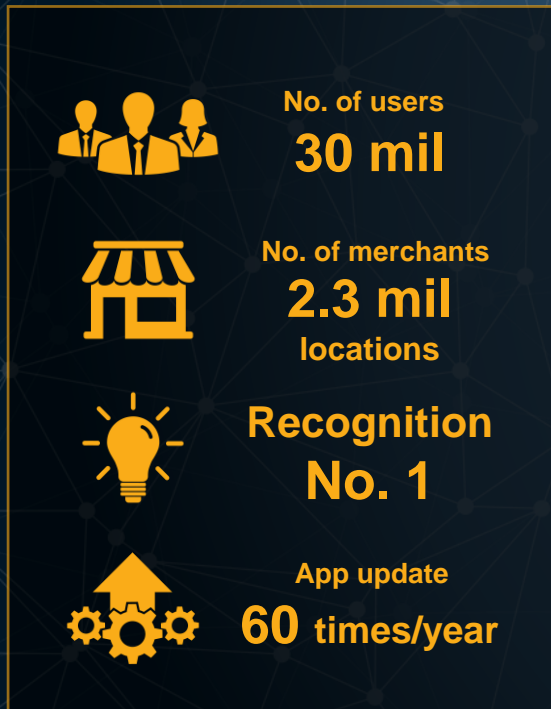 No. of users
30 mil
No. of merchants
2.3 mil
locations
Recognition
No. 1
App update
60 times/year